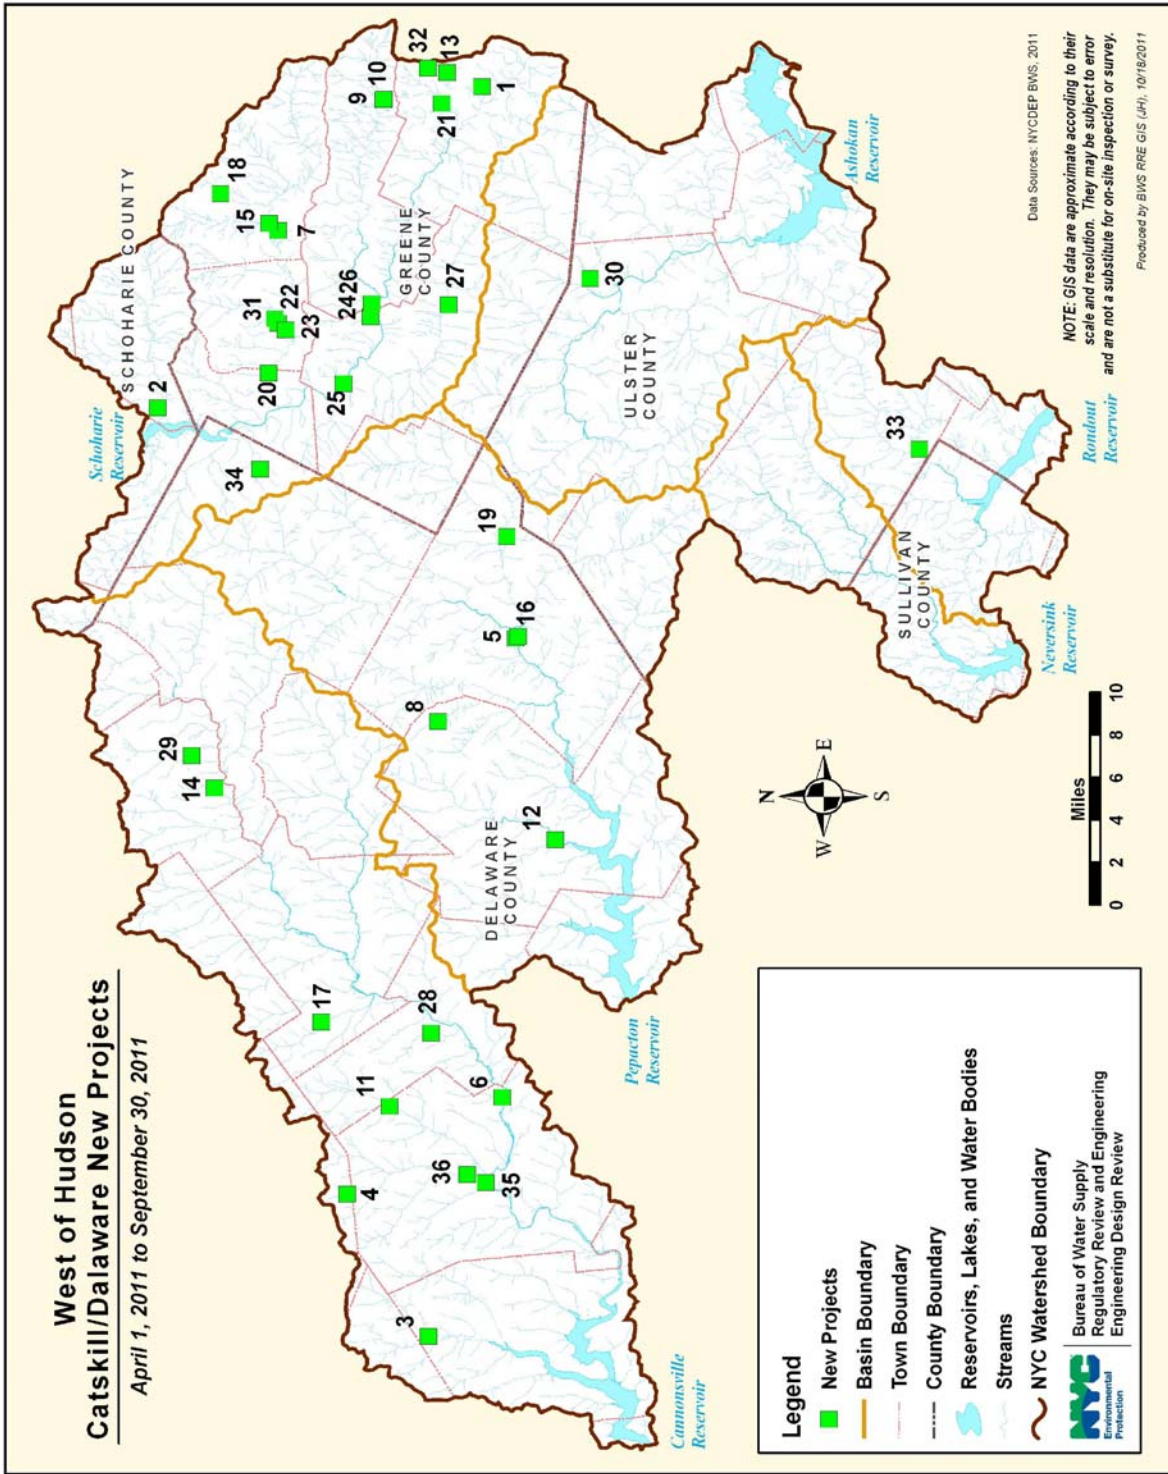 West of Hudson
Catskill/Dalaware New Projects
April 1, 2011 to September 30, 2011
SCHOHARIE COUNTY
Schoharie
Reservoir
2
18
15
7
31
22
23
20
34
9
10
32
13
21
1
GREENE
COUNTY
24
26
25
27
29
14
17
8
19
5
16
30
ULSTER
COUNTY
Ashokan
Reservoir
4
11
28
3
36
35
6
DELAWARE
COUNTY
12
Pepacton
Reservoir
Cannonsville
Reservoir
SULLIVAN
COUNTY
33
Neversink
Reservoir
Rondout
Reservoir
N
W
E
S
Miles
0
2
4
6
8
10
Legend
New Projects
Basin Boundary
Town Boundary
County Boundary
Reservoirs, Lakes, and Water Bodies
Streams
NYC Watershed Boundary
NYC
Environmental
Protection
Bureau of Water Supply
Regulatory Review and Engineering
Engineering Design Review
Data Sources: NYCDEP BWS, 2011
NOTE: GIS data are approximate according to their
scale and resolution. They may be subject to error
and are not a substitute for on-site inspection or survey.
Produced by BWS RRE GIS (JH), 10/18/2011